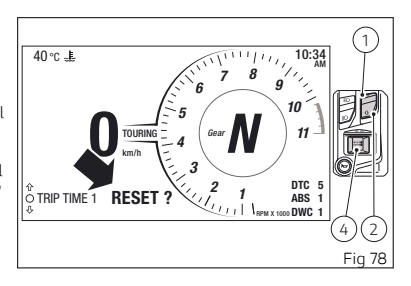 1
40 °C
10:34
AM
7
8
6
9
5
10
0
TOURING
Gear
N
11
km/h
4
3
2
1
DTC 5
ABS 1
DWC 1
RPM X 1000
TRIP TIME 1
RESET ?
4
2
Fig 78